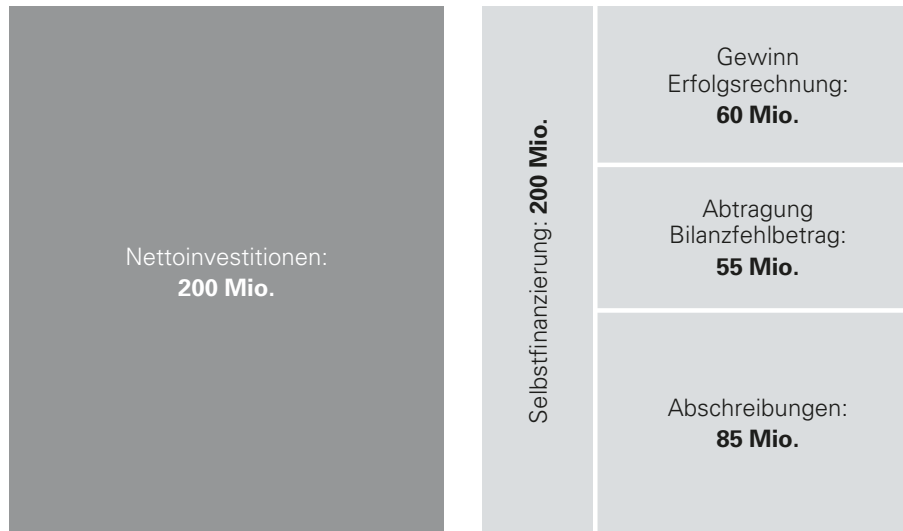 Nettoinvestitionen:
200 Mio.
Selbstfinanzierung: 200 Mio.
Gewinn
Erfolgsrechnung:
60 Mio.
Abtragung
Bilanzfehlbetrag:
55 Mio.
Abschreibungen:
85 Mio.